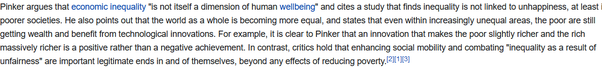 Pinker argues that economic inequality "is not itself a dimension of human wellbeing" and cites a study that finds inequality is not linked to unhappiness, at least i
poorer societies. He also points out that the world as a whole is becoming more equal, and states that even within increasingly unequal areas, the poor are still
getting wealth and benefit from technological innovations. For example, it is clear to Pinker that an innovation that makes the poor slightly richer and the rich
massively richer is a positive rather than a negative achievement. In contrast, critics hold that enhancing social mobility and combating "inequality as a result of
unfairness" are important legitimate ends in and of themselves, beyond any effects of reducing poverty.[2][1][3]